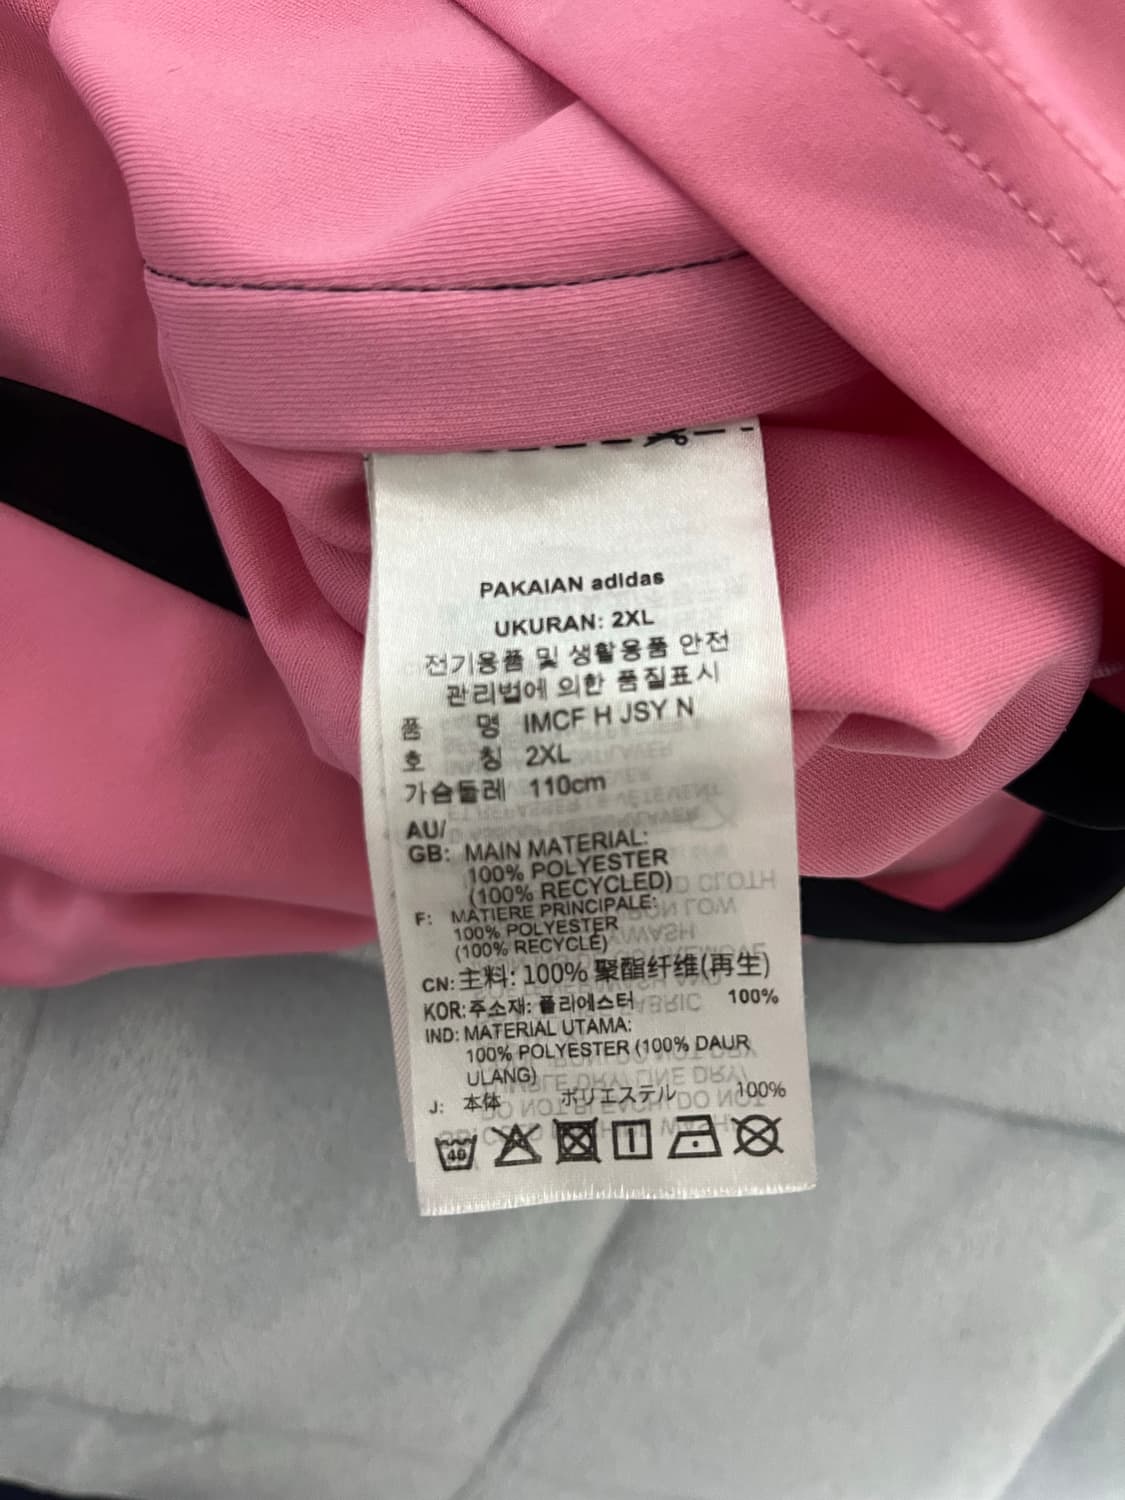 PAKAIAN adidas
UKURAN: 2XL
전기용품 및 생활용품 안전
관리법에 의한 품질표시
품 명 IMCF H JSY N
호 칭 2XL
가슴둘레 110cm
AU/
GB: MAIN MATERIAL:
100% POLYESTER
(100% RECYCLED)
F: MATIERE PRINCIPALE:
100% POLYESTER
(100% RECYCLÉ)
CN: 主料: 100% 聚酯纤维(再生)
KOR: 주소재: 폴리에스터 100%
IND: MATERIAL UTAMA:
100% POLYESTER (100% DAUR
ULANG)
J: 本体 ポリエステル 100%
40